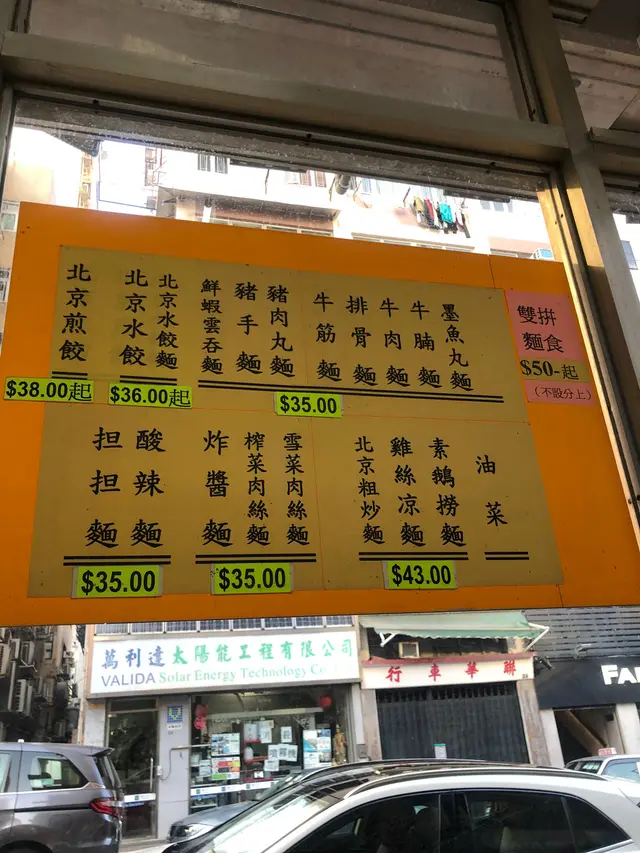 北京煎餃
$38.00起
北京水餃
北京水餃麵
$36.00起
鮮蝦雲吞麵
豬手麵
豬肉丸麵
牛筋麵
排骨麵
牛肉麵
牛腩麵
墨魚丸麵
$35.00
雙拼
麵食
$50-起
(不設分上)
担担麵
酸辣麵
$35.00
炸醬麵
榨菜肉絲麵
雪菜肉絲麵
$35.00
北京粗炒麵
雞絲凉麵
素鵝撈麵
$43.00
油菜
萬利達太陽能工程有限公司
VALIDA Solar Energy Technology Co
聯華車行